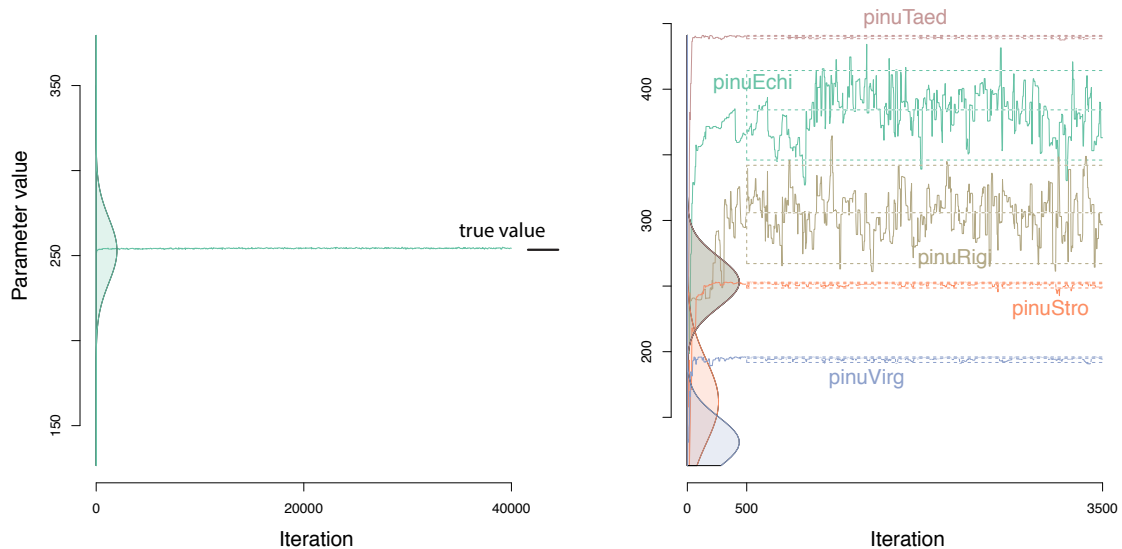 Parameter value
350
250
150
true value
0
20000
40000
Iteration
pinuTaed
400
pinuEchi
300
pinuRig
pinuStro
200
pinuVirg
0
500
3500
Iteration